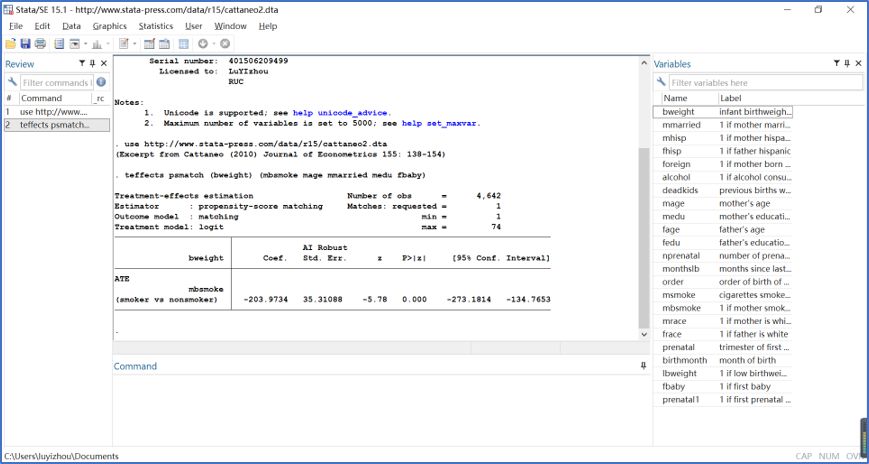 Stata/SE 15.1 - http://www.stata-press.com/data/r15/cattaneo2.dta
File Edit Data Graphics Statistics User Window Help
Review
Filter commands
# Command _rc
1 use http://www....
2 teffects psmatch...
Serial number: 401506209499
Licensed to: LuYIzhou
RUC
Notes:
1. Unicode is supported; see help unicode_advice.
2. Maximum number of variables is set to 5000; see help set_maxvar.
. use http://www.stata-press.com/data/r15/cattaneo2.dta
(Excerpt from Cattaneo (2010) Journal of Econometrics 155: 138-154)
. teffects psmatch (bweight) (mbsmoke mage mmarried medu fbaby)
Treatment-effects estimation Number of obs = 4,642
Estimator : propensity-score matching Matches: requested = 1
Outcome model : matching min = 1
Treatment model: logit max = 74
AI Robust
bweight Coef. Std. Err. z P>|z| [95% Conf. Interval]
ATE
mbsmoke
(smoker vs nonsmoker) -203.9734 35.31088 -5.78 0.000 -273.1814 -134.7653
.
Command
Variables
Filter variables here
Name Label
bweight infant birthweigh...
mmarried 1 if mother marri...
mhisp 1 if mother hispa...
fhisp 1 if father hispanic
foreign 1 if mother born ...
alcohol 1 if alcohol consu...
deadkids previous births w...
mage mother's age
medu mother's educati...
fage father's age
fedu father's educatio...
nprenatal number of prena...
monthslb months since last...
order order of birth of ...
msmoke cigarettes smoke...
mbsmoke 1 if mother smok...
mrace 1 if mother is whi...
frace 1 if father is white
prenatal trimester of first ...
birthmonth month of birth
lbweight 1 if low birthwei...
fbaby 1 if first baby
prenatal1 1 if first prenatal ...
C:\Users\luyizhou\Documents
CAP NUM OVR